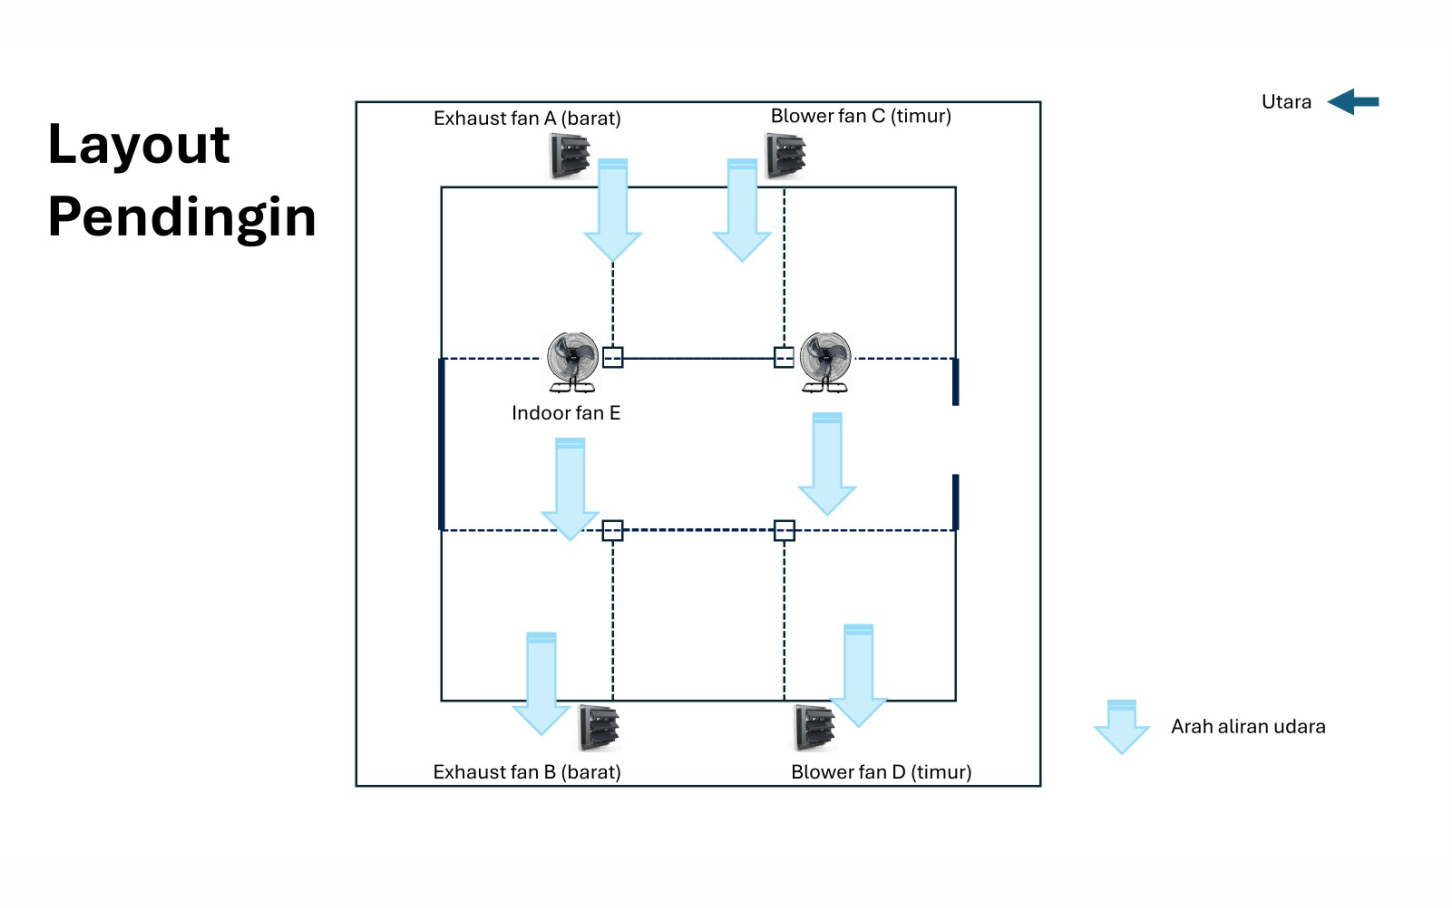 Layout
Pendingin
Utara
Exhaust fan A (barat)
Blower fan C (timur)
Indoor fan E
Arah aliran udara
Exhaust fan B (barat)
Blower fan D (timur)